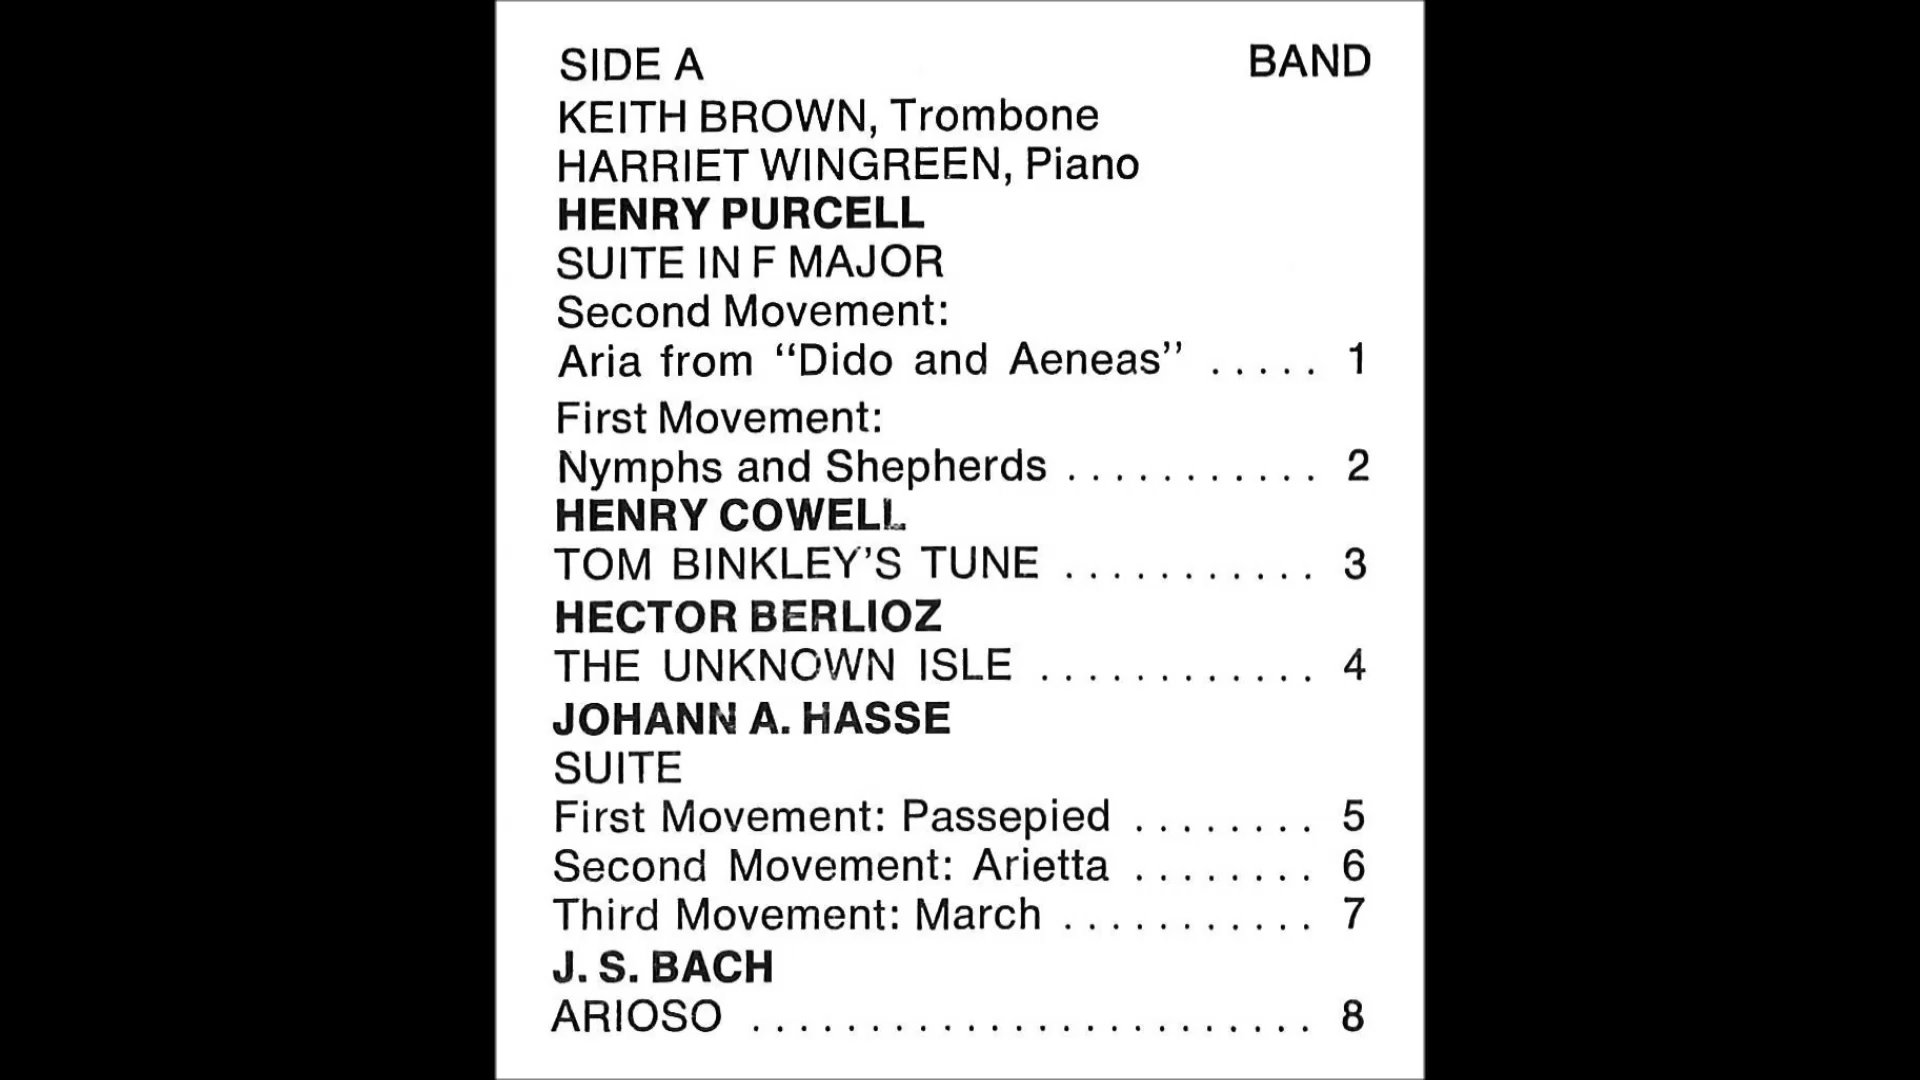 SIDE A BAND
KEITH BROWN, Trombone
HARRIET WINGREEN, Piano
HENRY PURCELL
SUITE IN F MAJOR
Second Movement:
Aria from “Dido and Aeneas” ..... 1
First Movement:
Nymphs and Shepherds ........... 2
HENRY COWELL
TOM BINKLEY’S TUNE ........... 3
HECTOR BERLIOZ
THE UNKNOWN ISLE ............ 4
JOHANN A. HASSE
SUITE
First Movement: Passepied ........ 5
Second Movement: Arietta ........ 6
Third Movement: March ........... 7
J. S. BACH
ARIOSO ........................ 8